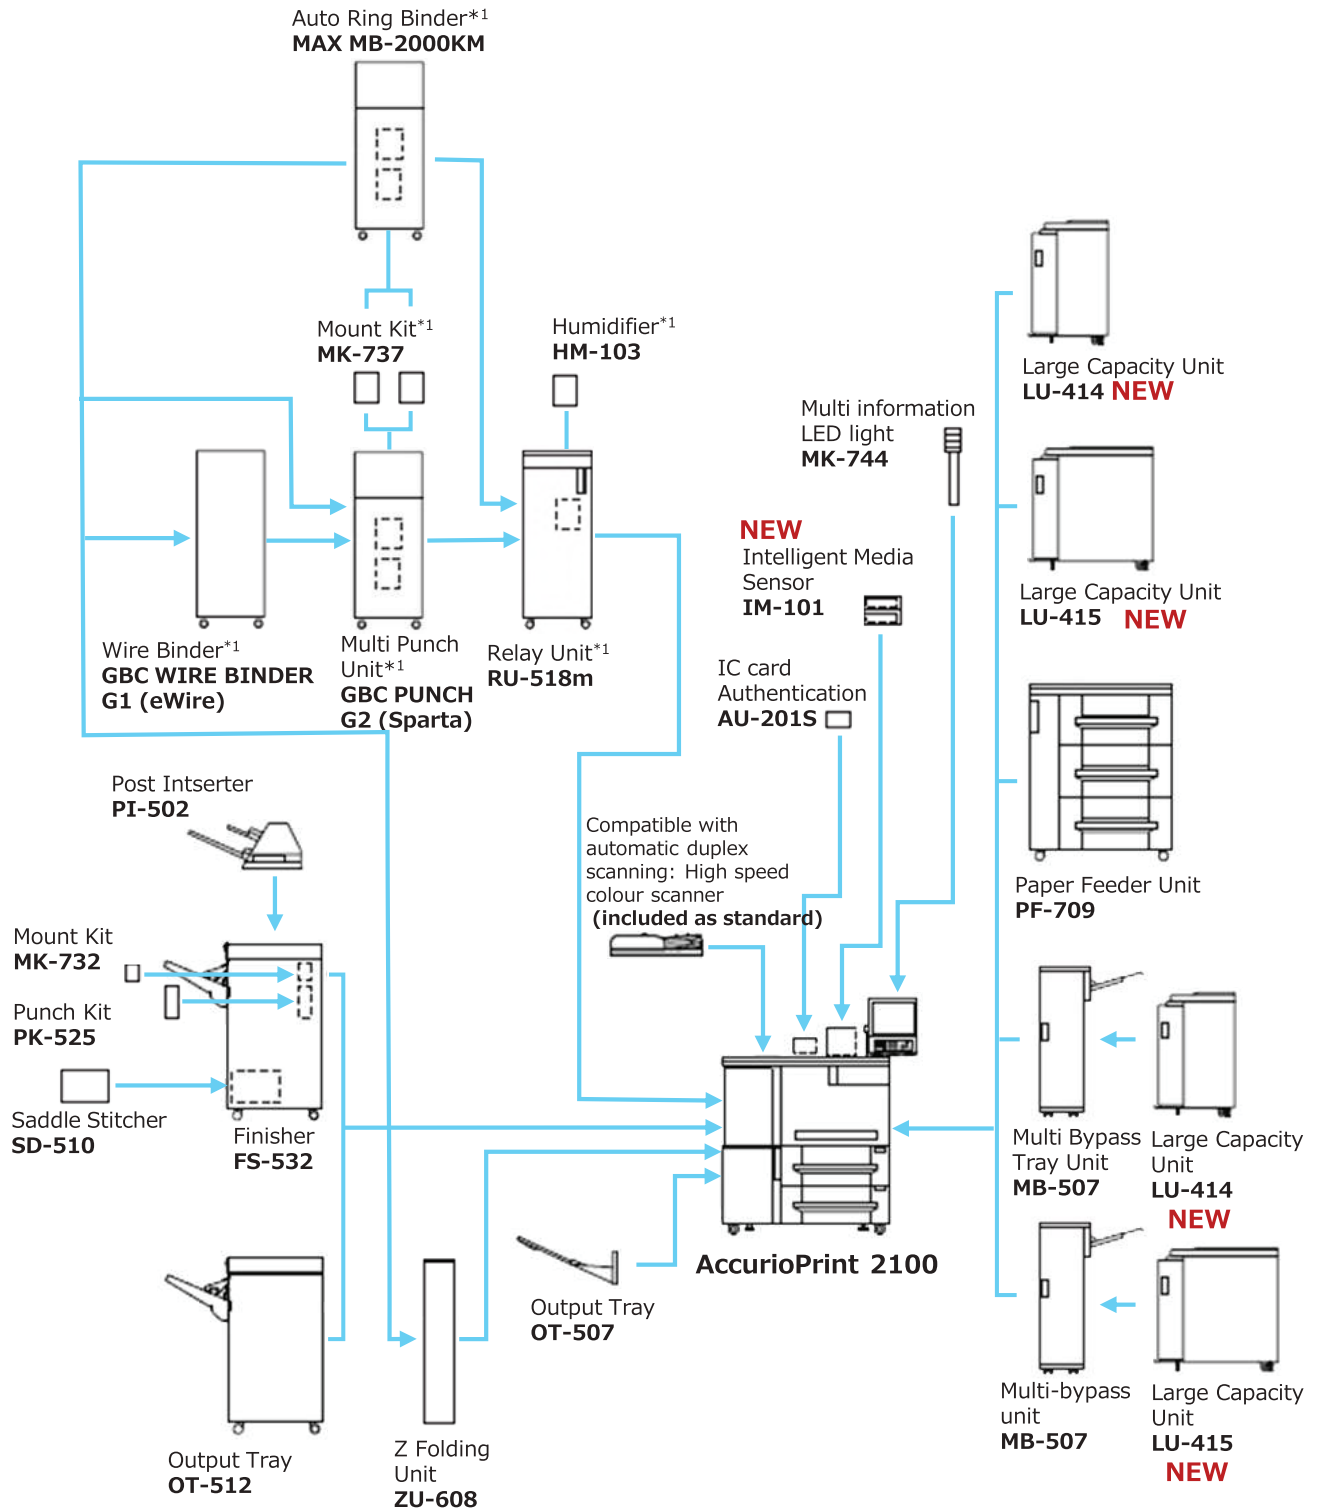 Auto Ring Binder*1
MAX MB-2000KM
Mount Kit*1
MK-737
Humidifier*1
HM-103
Large Capacity Unit
LU-414 NEW
Multi information
LED light
MK-744
NEW
Intelligent Media
Sensor
IM-101
Large Capacity Unit
LU-415 NEW
Wire Binder*1
GBC WIRE BINDER
G1 (eWire)
Multi Punch
Unit*1
GBC PUNCH
G2 (Sparta)
Relay Unit*1
RU-518m
IC card
Authentication
AU-201S
Post Intserter
PI-502
Compatible with
automatic duplex
scanning: High speed
colour scanner
(included as standard)
Paper Feeder Unit
PF-709
Mount Kit
MK-732
Punch Kit
PK-525
Saddle Stitcher
SD-510
Finisher
FS-532
Multi Bypass
Tray Unit
MB-507
Large Capacity
Unit
LU-414
NEW
AccurioPrint 2100
Output Tray
OT-507
Output Tray
OT-512
Z Folding
Unit
ZU-608
Multi-bypass
unit
MB-507
Large Capacity
Unit
LU-415
NEW